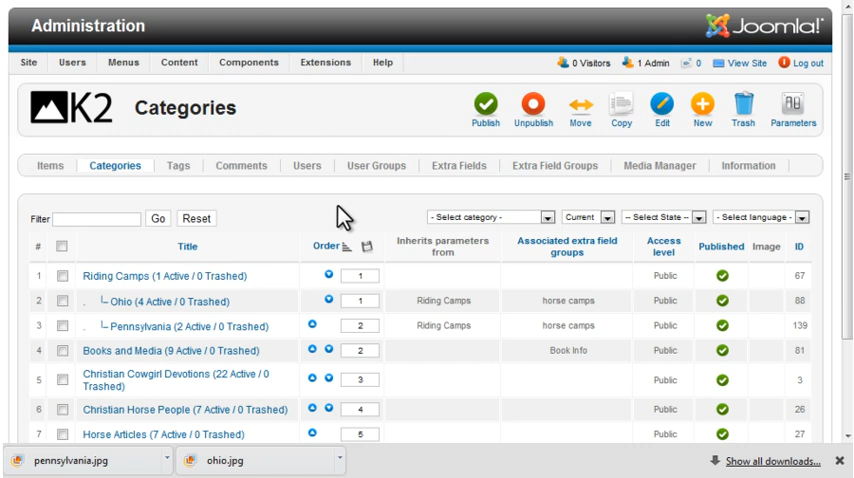 Administration
Joomla!
Site Users Menus Content Components Extensions Help
0 Visitors 1 Admin 0 View Site Log out
K2 Categories
Publish Unpublish Move Copy Edit New Trash Parameters
Items Categories Tags Comments Users User Groups Extra Fields Extra Field Groups Media Manager Information
Filter Go Reset - Select category - Current -- Select State -- - Select language -
# Title Order Inherits parameters from Associated extra field groups Access level Published Image ID
1 Riding Camps (1 Active / 0 Trashed) 1 Public 67
2 . Ohio (4 Active / 0 Trashed) 1 Riding Camps horse camps Public 88
3 . Pennsylvania (2 Active / 0 Trashed) 2 Riding Camps horse camps Public 139
4 Books and Media (9 Active / 0 Trashed) 2 Book Info Public 81
5 Christian Cowgirl Devotions (22 Active / 0 Trashed) 3 Public 3
6 Christian Horse People (7 Active / 0 Trashed) 4 Public 26
7 Horse Articles (7 Active / 0 Trashed) 5 Public 27
pennsylvania.jpg ohio.jpg Show all downloads...